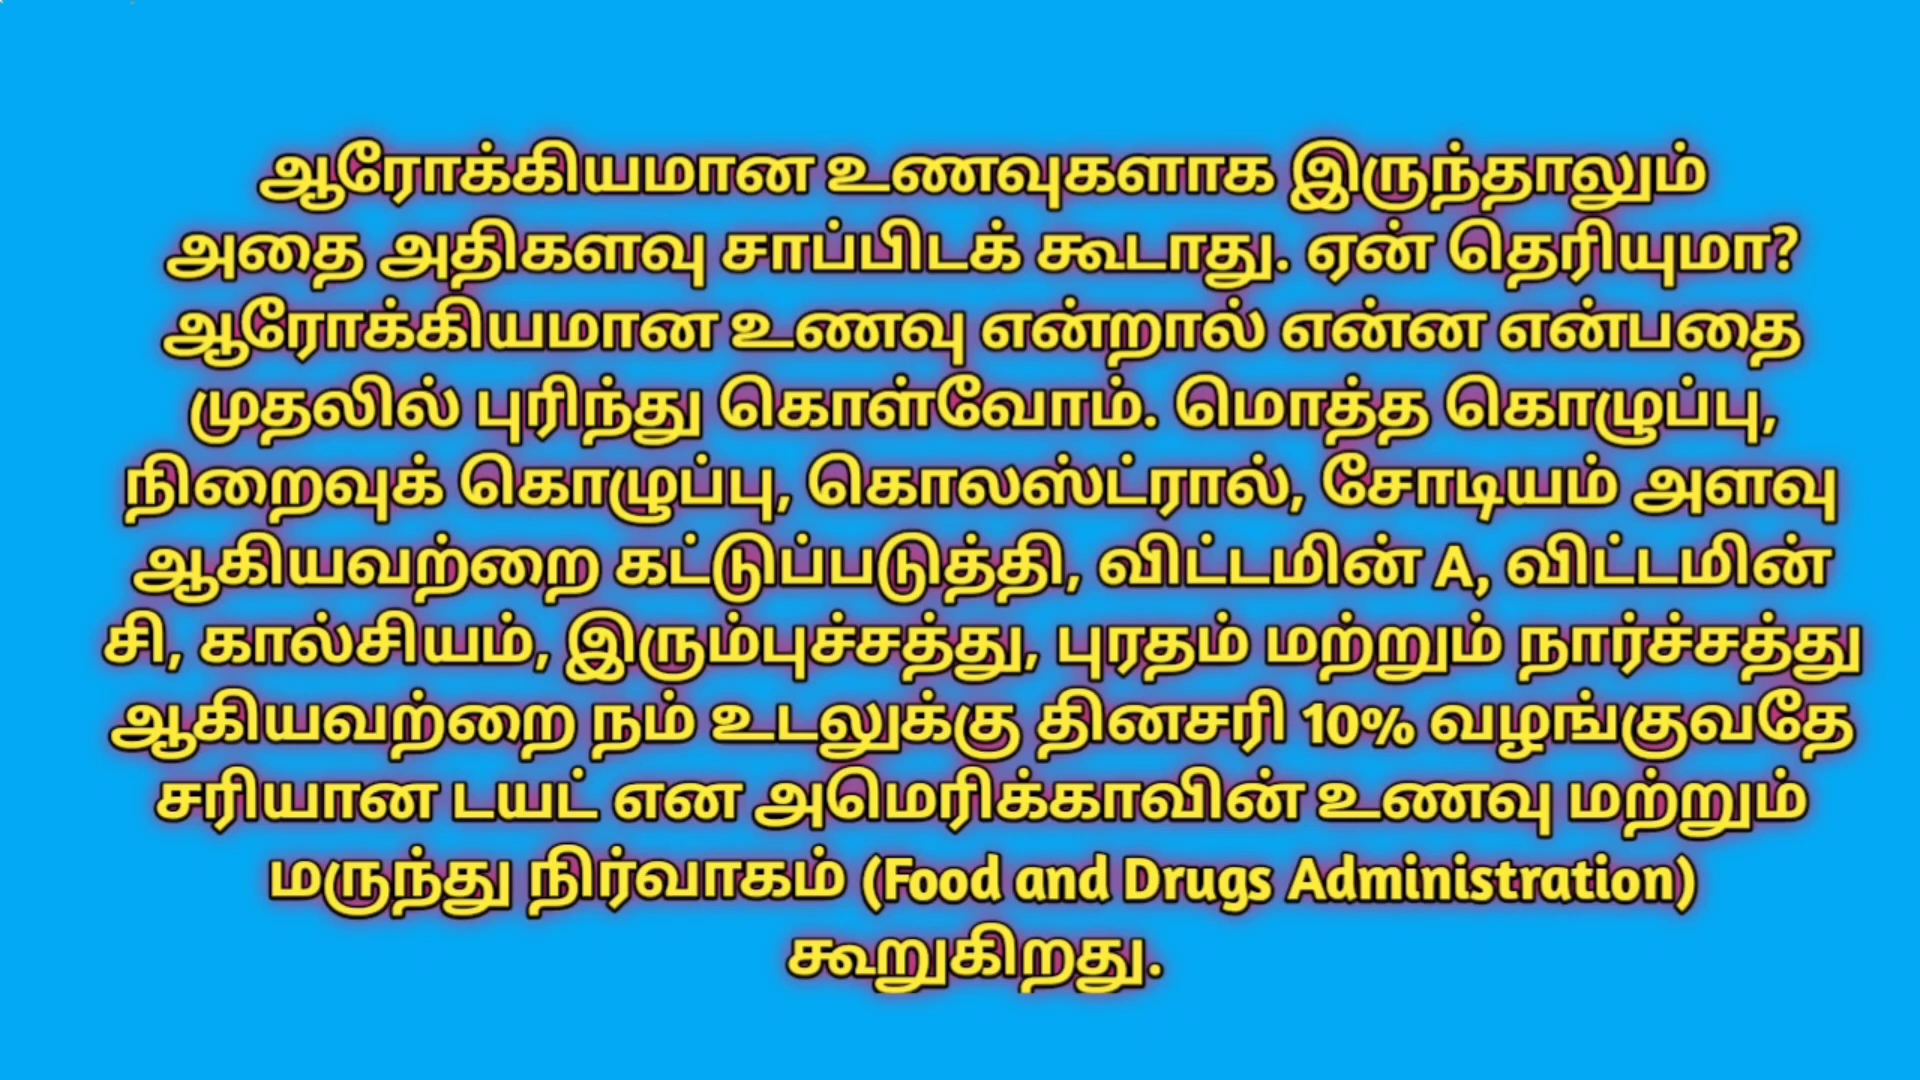 ஆரோக்கியமான உணவுகளாக இருந்தாலும்
அதை அதிகளவு சாப்பிடக் கூடாது. ஏன் தெரியுமா?
ஆரோக்கியமான உணவு என்றால் என்ன என்பதை
முதலில் புரிந்து கொள்வோம். மொத்த கொழுப்பு,
நிறைவுக் கொழுப்பு, கொலஸ்ட்ரால், சோடியம் அளவு
ஆகியவற்றை கட்டுப்படுத்தி, விட்டமின் A, விட்டமின்
சி, கால்சியம், இரும்புச்சத்து, புரதம் மற்றும் நார்ச்சத்து
ஆகியவற்றை நம் உடலுக்கு தினசரி 10% வழங்குவதே
சரியான டயட் என அமெரிக்காவின் உணவு மற்றும்
மருந்து நிர்வாகம் (Food and Drugs Administration)
கூறுகிறது.